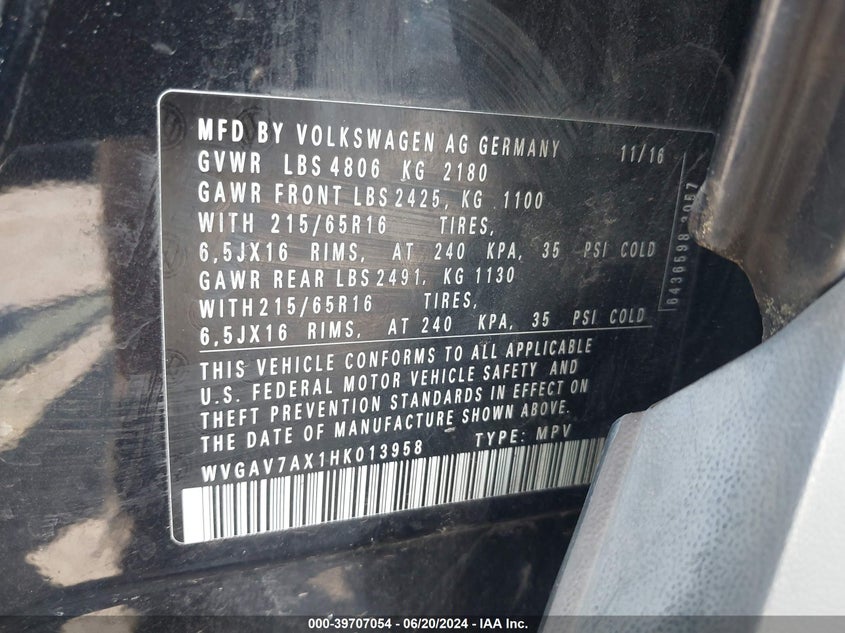 MFD BY VOLKSWAGEN AG GERMANY 11/16
GVWR LBS 4806 KG 2180
GAWR FRONT LBS 2425, KG 1100
WITH 215/65R16 TIRES,
6,5JX16 RIMS, AT 240 KPA, 35 PSI COLD
GAWR REAR LBS 2491, KG 1130
WITH 215/65R16 TIRES,
6,5JX16 RIMS, AT 240 KPA, 35 PSI COLD
THIS VEHICLE CONFORMS TO ALL APPLICABLE
U.S. FEDERAL MOTOR VEHICLE SAFETY AND
THEFT PREVENTION STANDARDS IN EFFECT ON
THE DATE OF MANUFACTURE SHOWN ABOVE.
WVGAV7AX1HK013958 TYPE: MPV
000-39707054 - 06/20/2024 - IAA Inc.